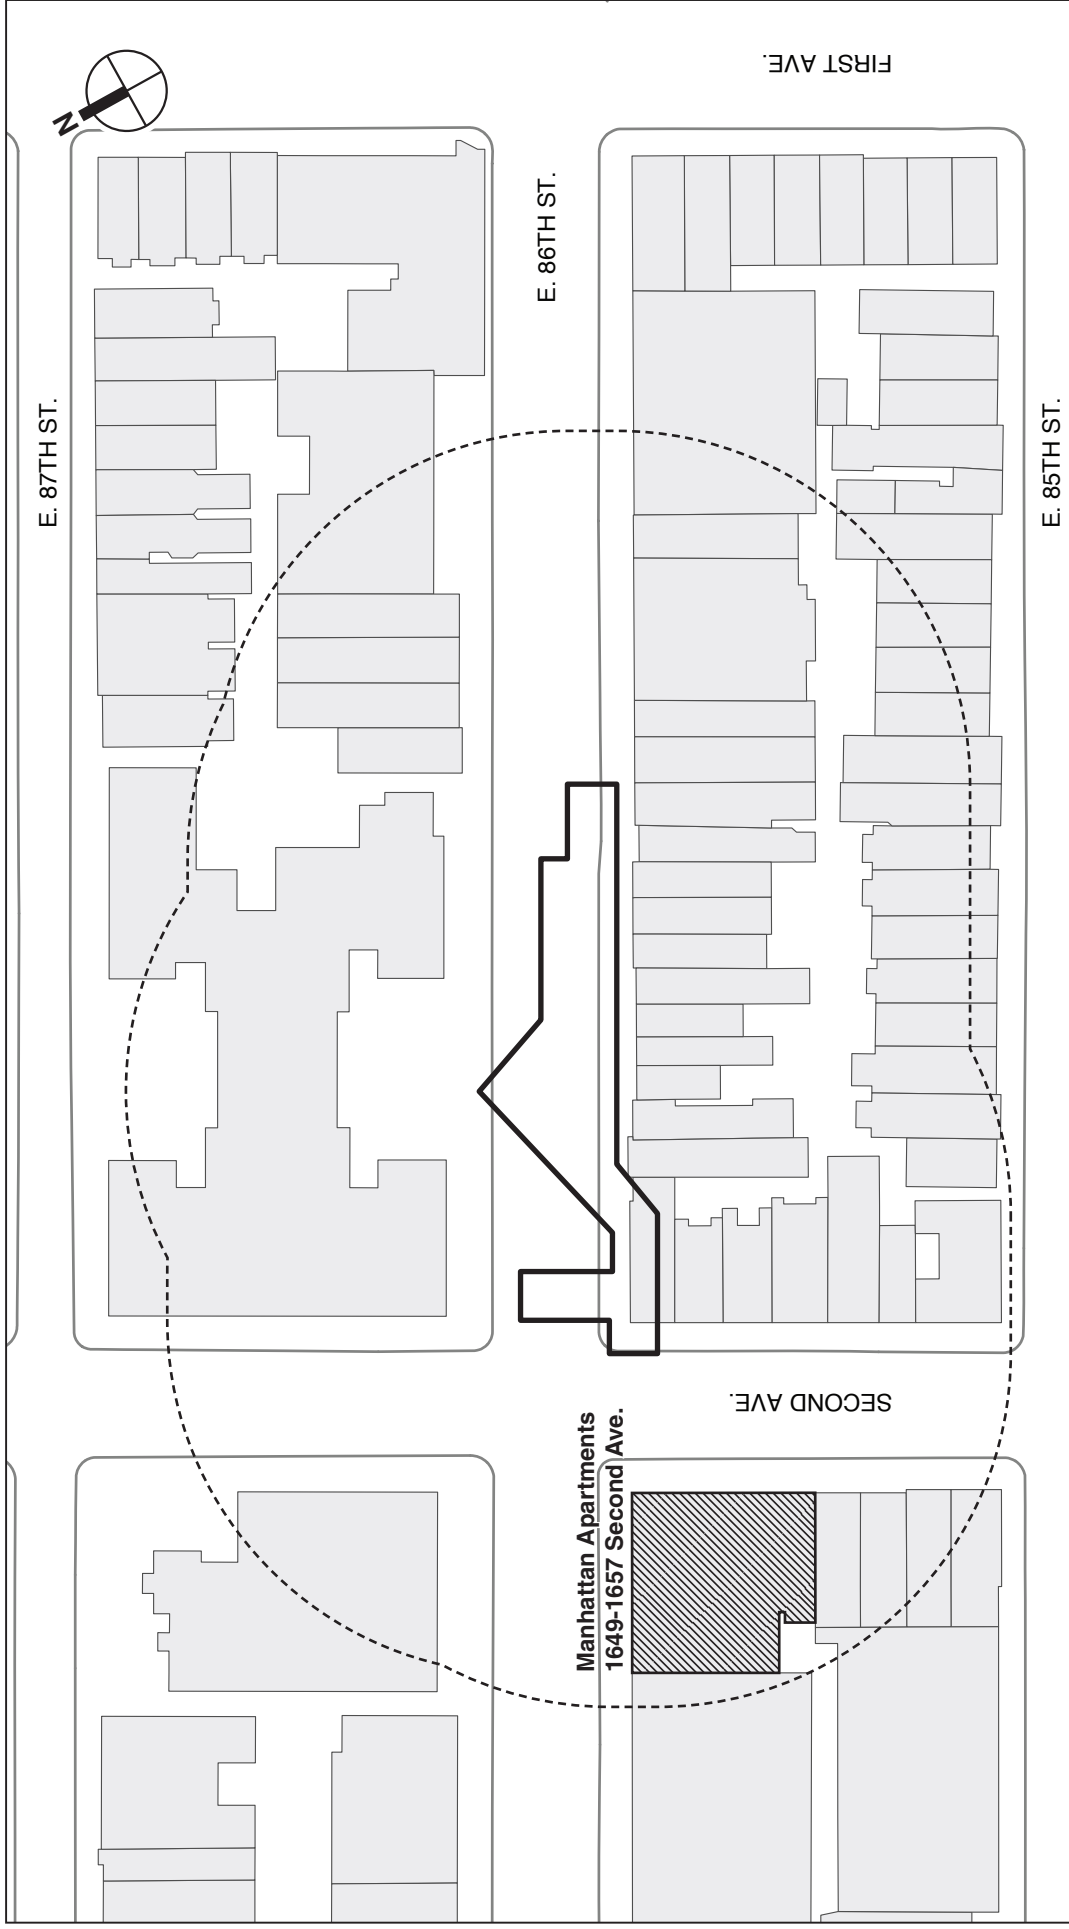 FIRST AVE.
N
E. 86TH ST.
E. 87TH ST.
E. 85TH ST.
SECOND AVE.
Manhattan Apartments
1649-1657 Second Ave.